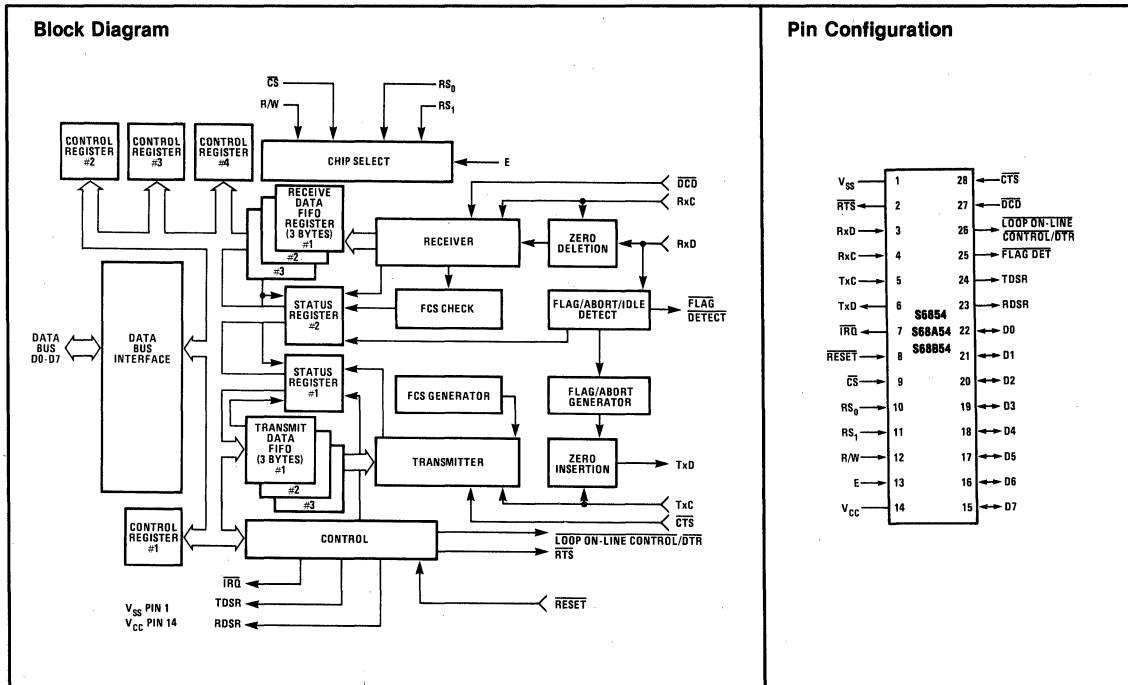 Block Diagram
CS
R/W
RS0
RS1
CONTROL
REGISTER
#2
CONTROL
REGISTER
#3
CONTROL
REGISTER
#4
CHIP SELECT
E
RECEIVE
DATA
FIFO
REGISTER
(3 BYTES)
#1
#2
#3
RECEIVER
ZERO
DELETION
DCD
RxC
RxD
STATUS
REGISTER
#2
FCS CHECK
FLAG/ABORT/IDLE
DETECT
FLAG
DETECT
DATA
BUS
D0-D7
DATA
BUS
INTERFACE
STATUS
REGISTER
#1
FCS GENERATOR
FLAG/ABORT
GENERATOR
TRANSMIT
DATA
FIFO
(3 BYTES)
#1
#2
#3
TRANSMITTER
ZERO
INSERTION
TxD
TxC
CTS
CONTROL
REGISTER
#1
CONTROL
LOOP ON-LINE CONTROL/DTR
RTS
IRQ
TDSR
RDSR
RESET
VSS PIN 1
VCC PIN 14
Pin Configuration
VSS 1 28 CTS
RTS 2 27 DCD
RxD 3 26 LOOP ON-LINE
CONTROL/DTR
RxC 4 25 FLAG DET
TxC 5 24 TDSR
TxD 6 23 RDSR
S6854
IRQ 7 S68A54 22 D0
S68B54
RESET 8 21 D1
CS 9 20 D2
RS0 10 19 D3
RS1 11 18 D4
R/W 12 17 D5
E 13 16 D6
VCC 14 15 D7